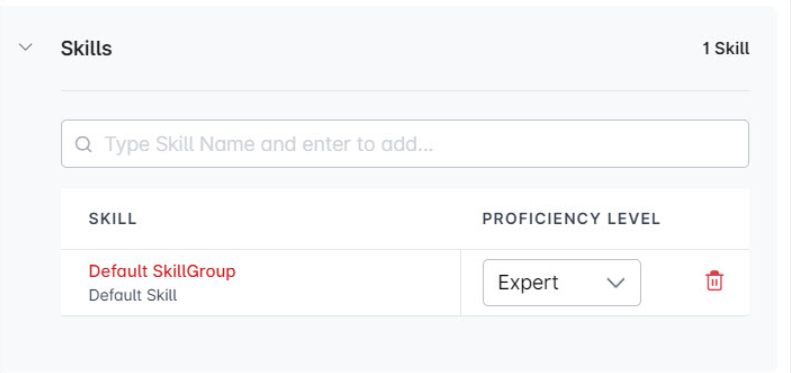 Skills
1 Skill
Type Skill Name and enter to add...
SKILL
PROFICIENCY LEVEL
Default SkillGroup
Default Skill
Expert